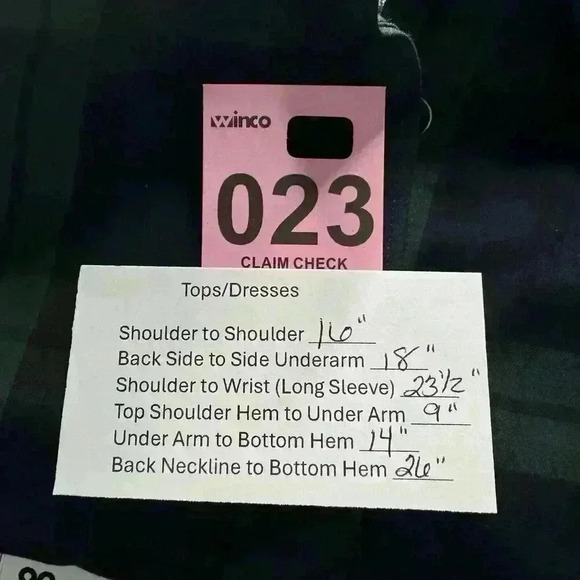 winco
023
CLAIM CHECK
Tops/Dresses
Shoulder to Shoulder 16"
Back Side to Side Underarm 18"
Shoulder to Wrist (Long Sleeve) 23 1/2"
Top Shoulder Hem to Under Arm 9"
Under Arm to Bottom Hem 14"
Back Neckline to Bottom Hem 26"